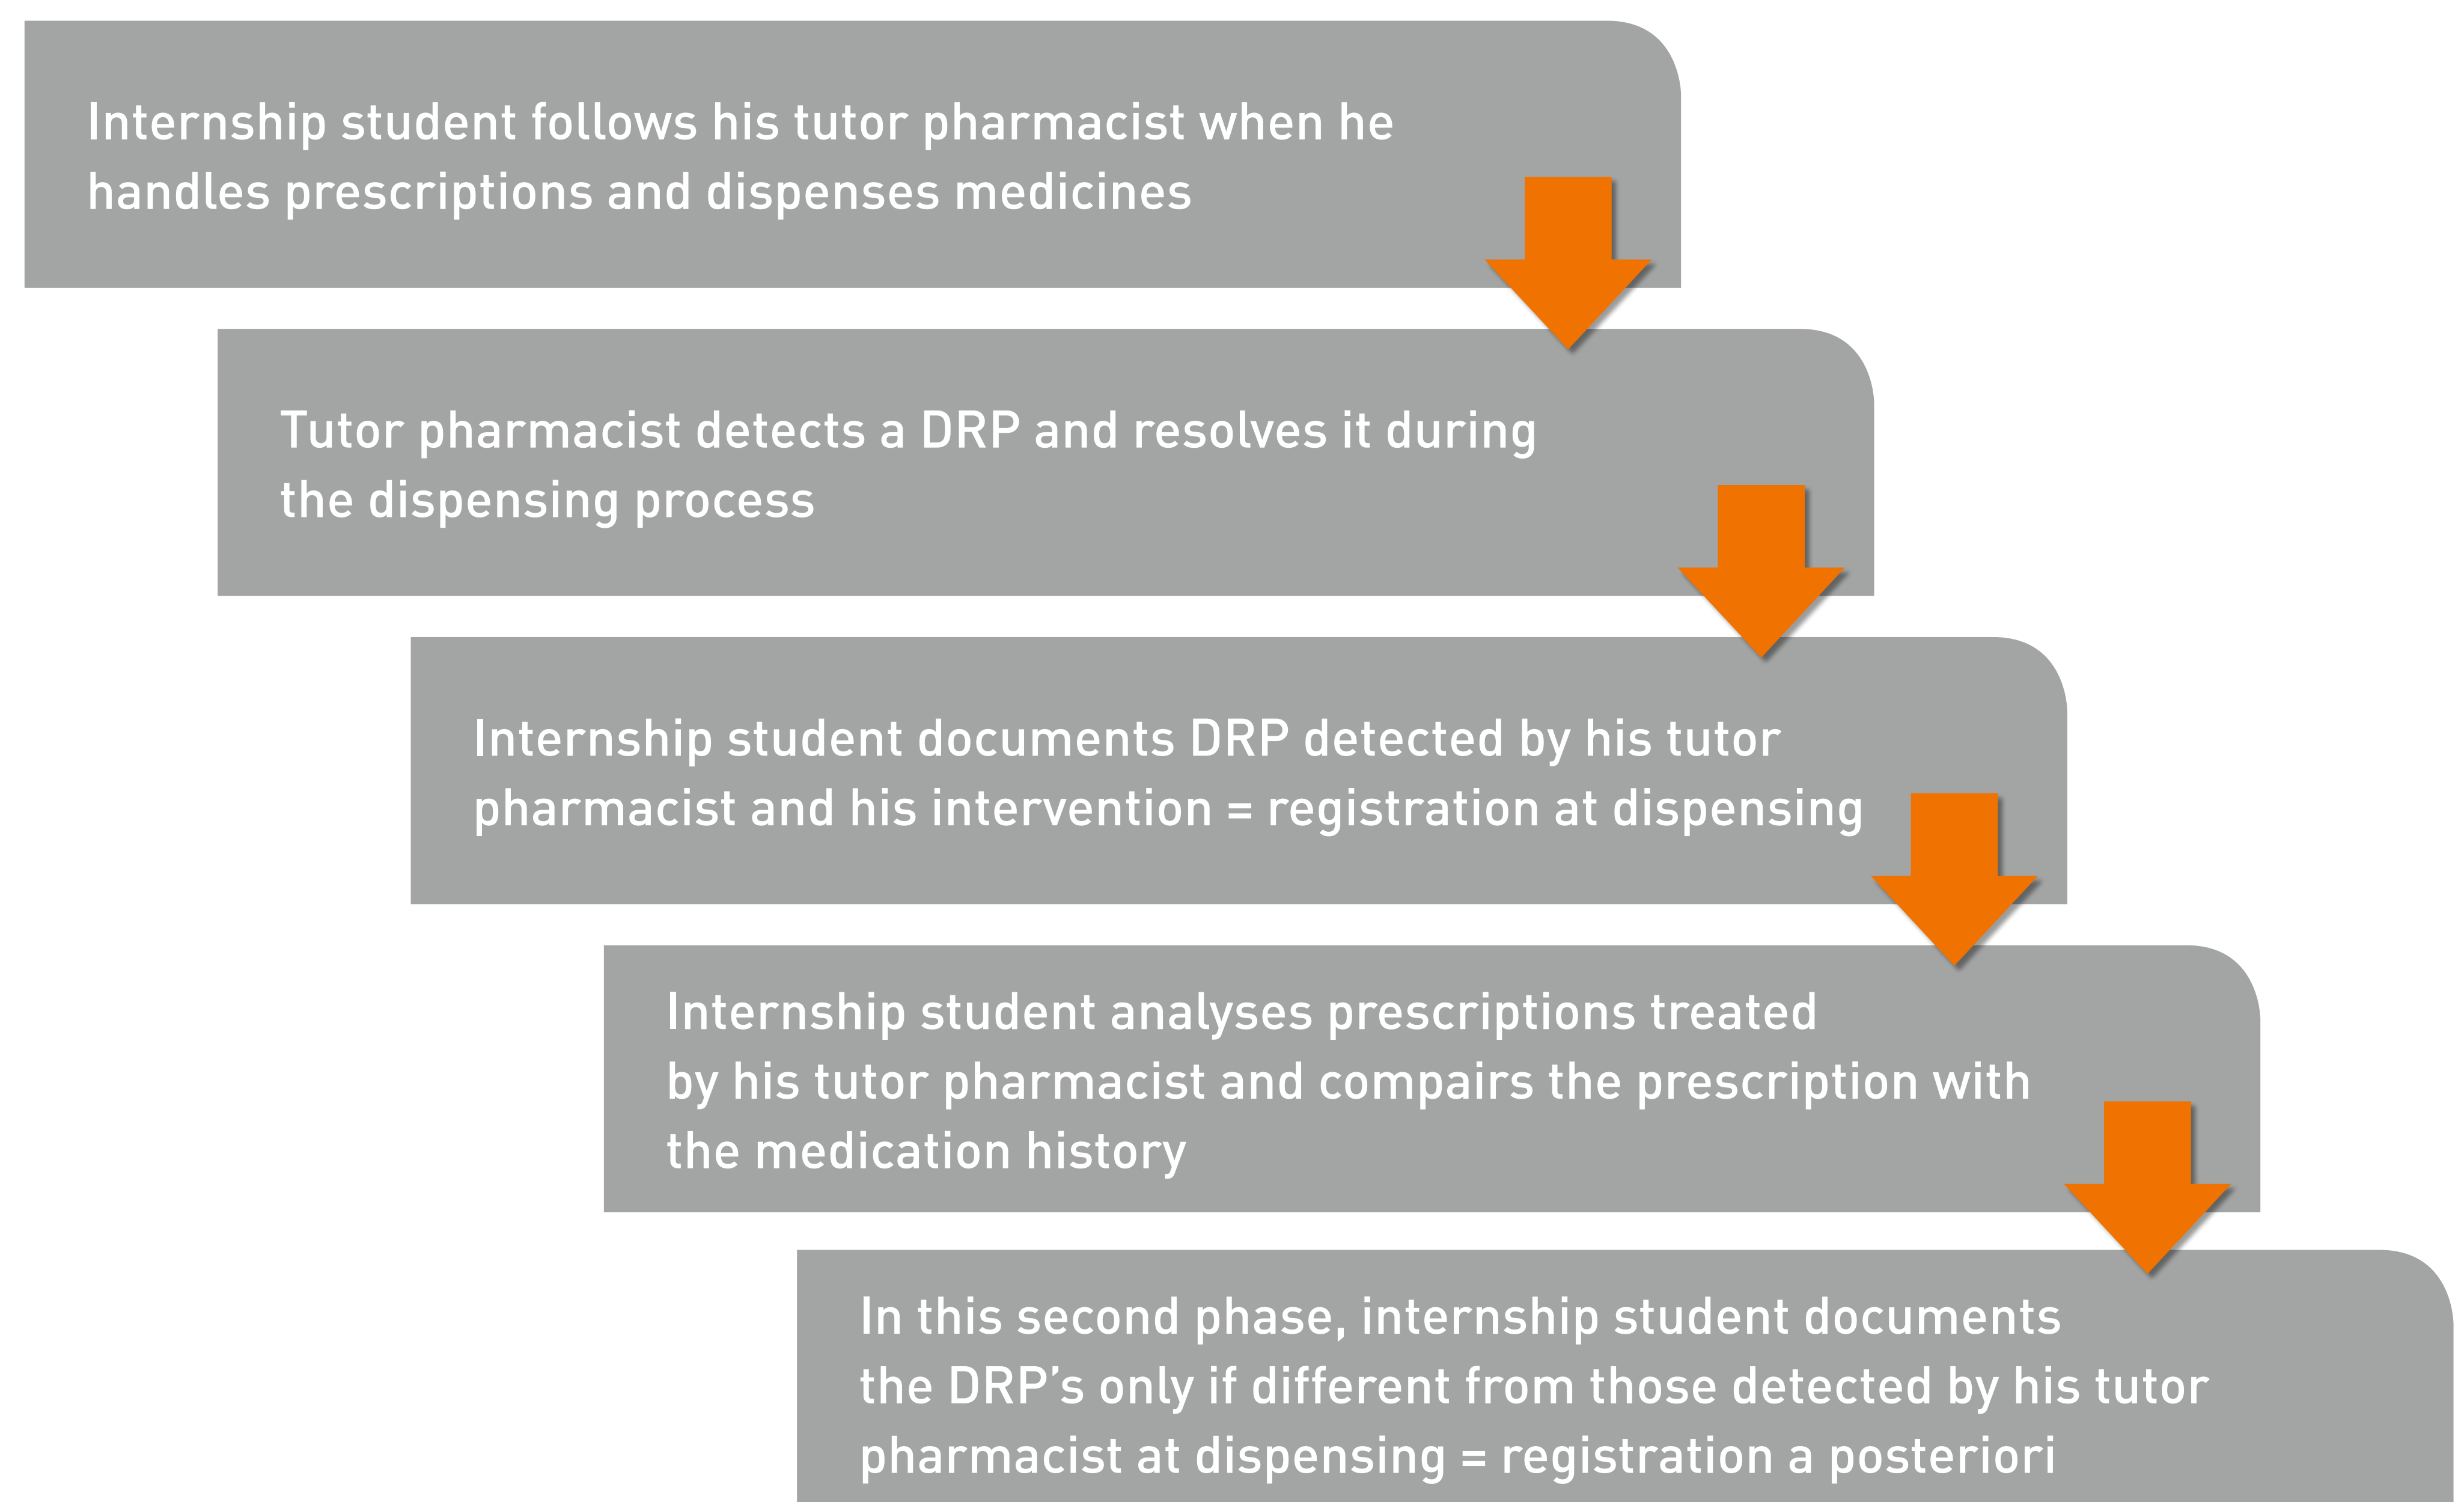 Internship student follows his tutor pharmacist when he
handles prescriptions and dispenses medicines
Tutor pharmacist detects a DRP and resolves it during
the dispensing process
Internship student documents DRP detected by his tutor
pharmacist and his intervention = registration at dispensing
Internship student analyses prescriptions treated
by his tutor pharmacist and compairs the prescription with
the medication history
In this second phase, internship student documents
the DRP's only if different from those detected by his tutor
pharmacist at dispensing = registration a posteriori